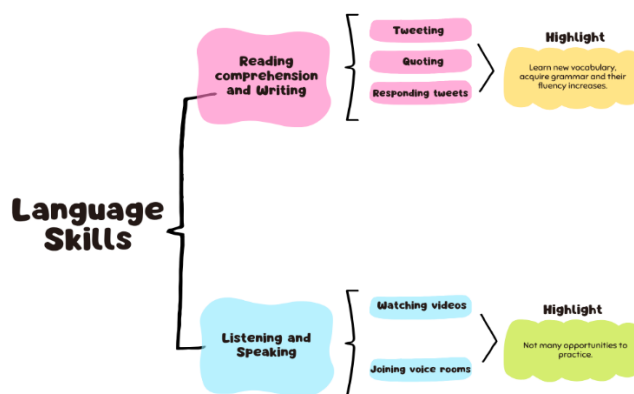 Language
Skills
Reading
comprehension
and Writing
Tweeting
Quoting
Responding tweets
Highlight
Learn new vocabulary,
acquire grammar and their
fluency increases.
Listening and
Speaking
Watching videos
Joining voice rooms
Highlight
Not many opportunities to
practice.